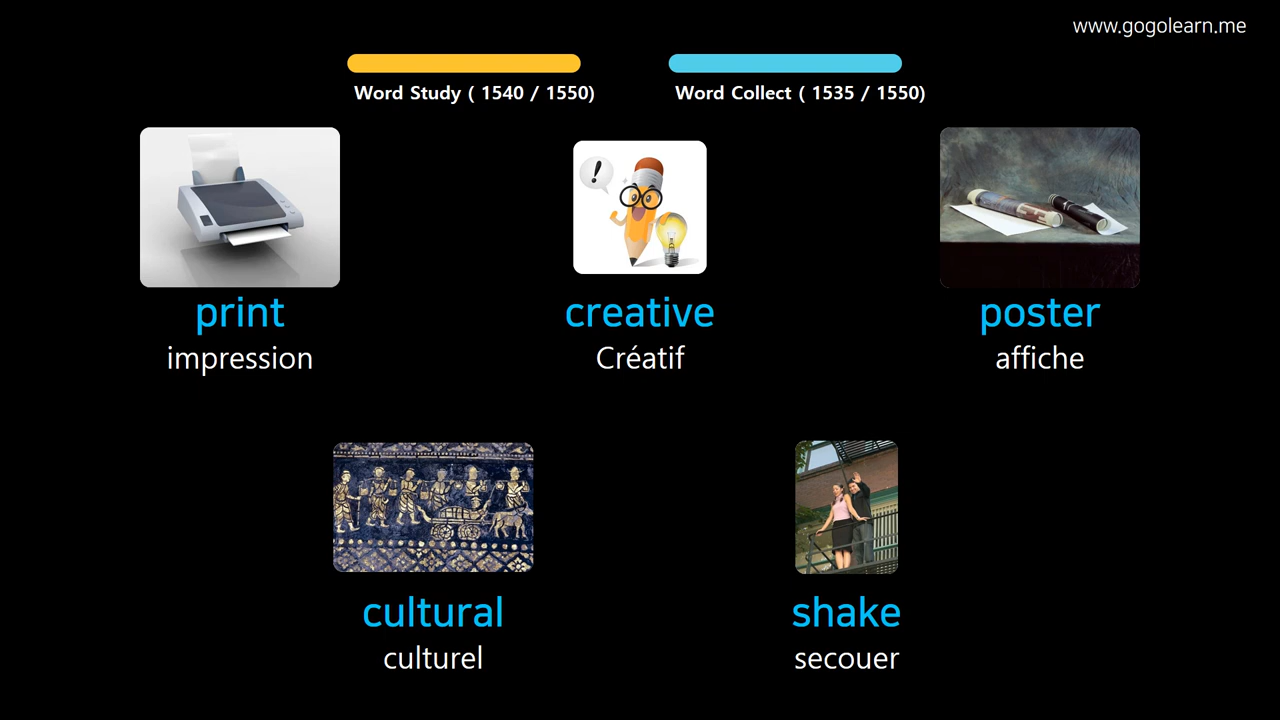 www.gogolearn.me
Word Study ( 1540 / 1550)
Word Collect ( 1535 / 1550)
print
impression
creative
Créatif
poster
affiche
cultural
culturel
shake
secouer